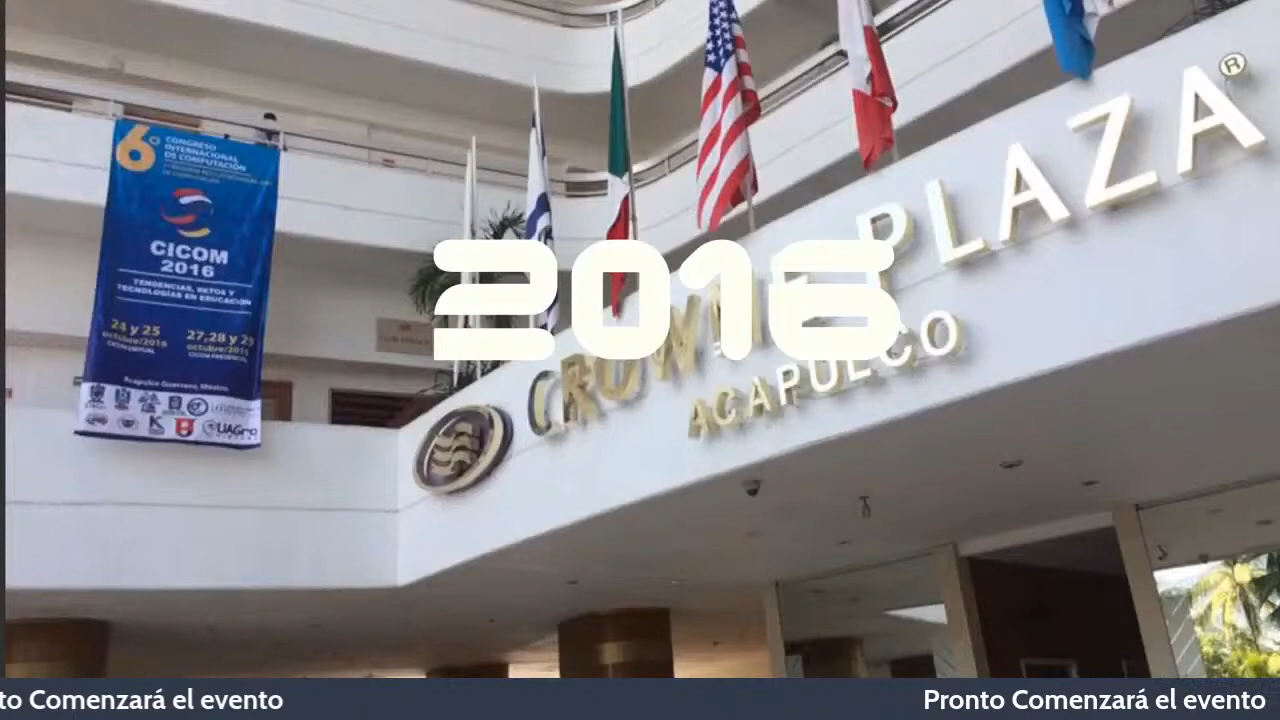 6°
CONGRESO
INTERNACIONAL
DE COMPUTACIÓN
CICOM
2016
TENDENCIAS, RETOS Y
TECNOLOGÍAS EN EDUCACIÓN
24 y 25
octubre/2016
27,28 y 29
octubre/2016
Acapulco Guerrero, México.
UAGro
2016
CROWNE PLAZA®
ACAPULCO
to Comenzará el evento
Pronto Comenzará el evento